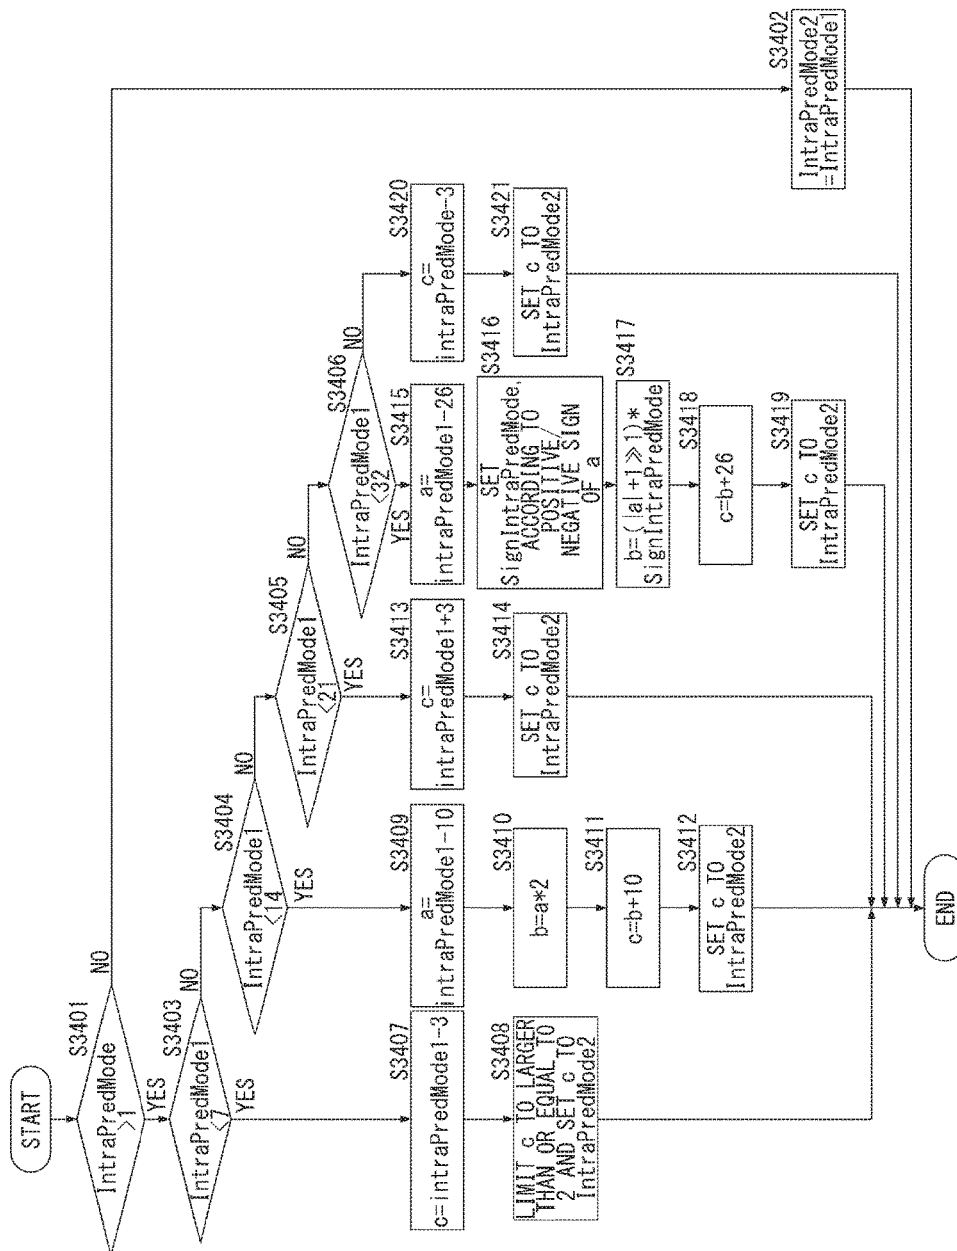 START
S3401
IntraPredMode
>1
NO
YES
S3403
IntraPredMode1
<7
NO
YES
S3404
IntraPredMode1
<14
NO
YES
S3405
IntraPredMode1
<21
NO
YES
S3406
IntraPredMode1
<32
NO
YES
S3407
c=intraPredMode1-3
S3408
LIMIT c TO LARGER
THAN OR EQUAL TO
2 AND SET c TO
IntraPredMode2
S3409
a=
intraPredMode1-10
S3410
b=a*2
S3411
c=b+10
S3412
SET c TO
IntraPredMode2
S3413
c=
intraPredMode1+3
S3414
SET c TO
IntraPredMode2
S3415
a=
intraPredMode1-26
S3416
SET
SignIntraPredMode,
ACCORDING TO
POSITIVE/
NEGATIVE SIGN
OF a
S3417
b=(|a|+1≫1)*
SignIntraPredMode
S3418
c=b+26
S3419
SET c TO
IntraPredMode2
S3420
c=
intraPredMode-3
S3421
SET c TO
IntraPredMode2
S3402
IntraPredMode2
=IntraPredMode1
END